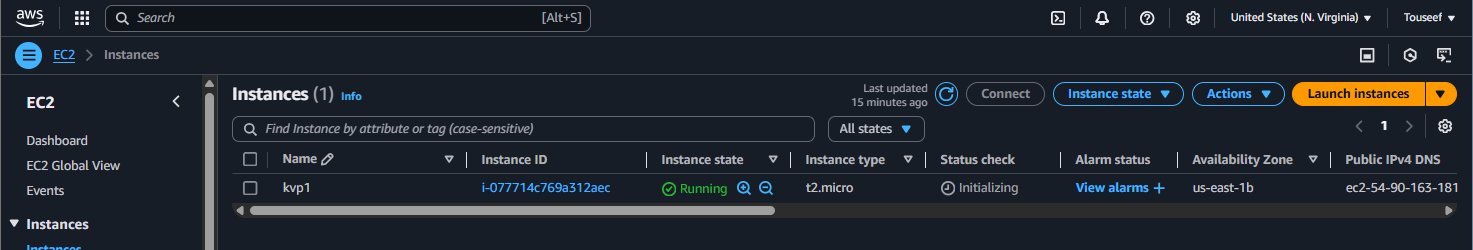 aws Search [Alt+S] United States (N. Virginia) Touseef
EC2 Instances
EC2
Dashboard
EC2 Global View
Events
Instances
Instances
Instances (1) Info Last updated 15 minutes ago Connect Instance state Actions Launch instances
Find Instance by attribute or tag (case-sensitive) All states 1
Name Instance ID Instance state Instance type Status check Alarm status Availability Zone Public IPv4 DNS
kvp1 i-077714c769a312aec Running t2.micro Initializing View alarms + us-east-1b ec2-54-90-163-181